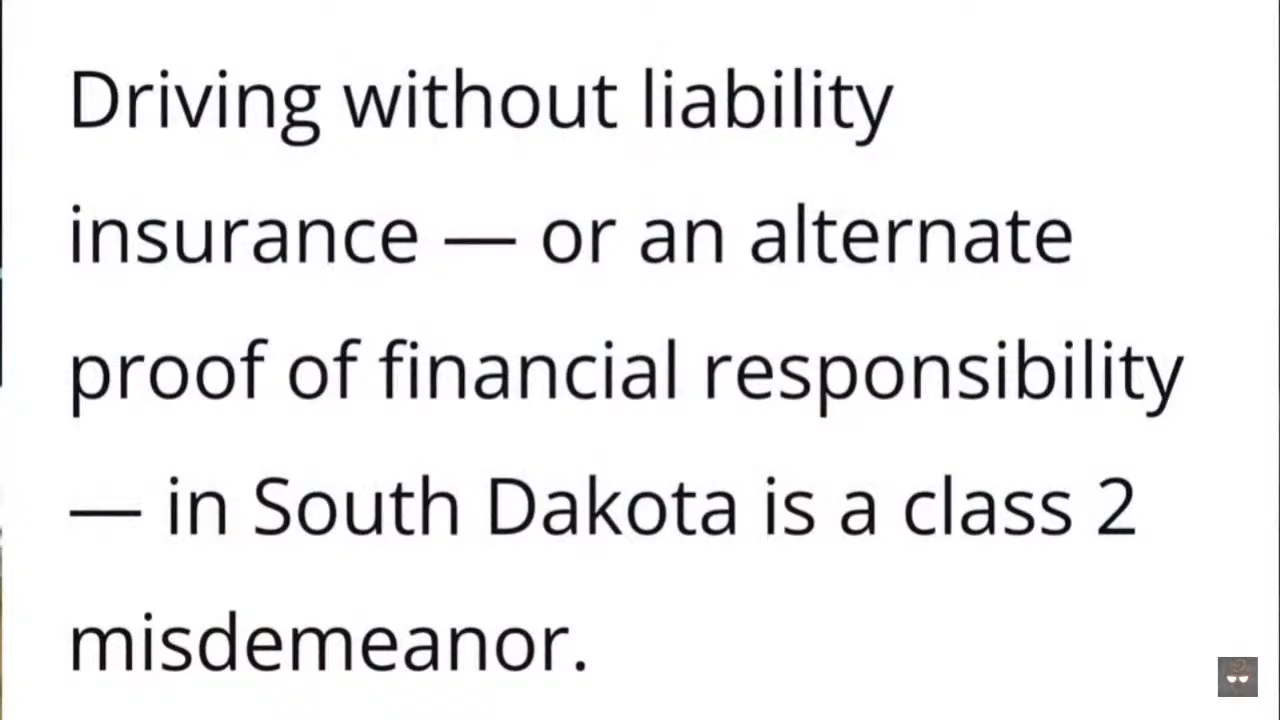 Driving without liability
insurance — or an alternate
proof of financial responsibility
— in South Dakota is a class 2
misdemeanor.